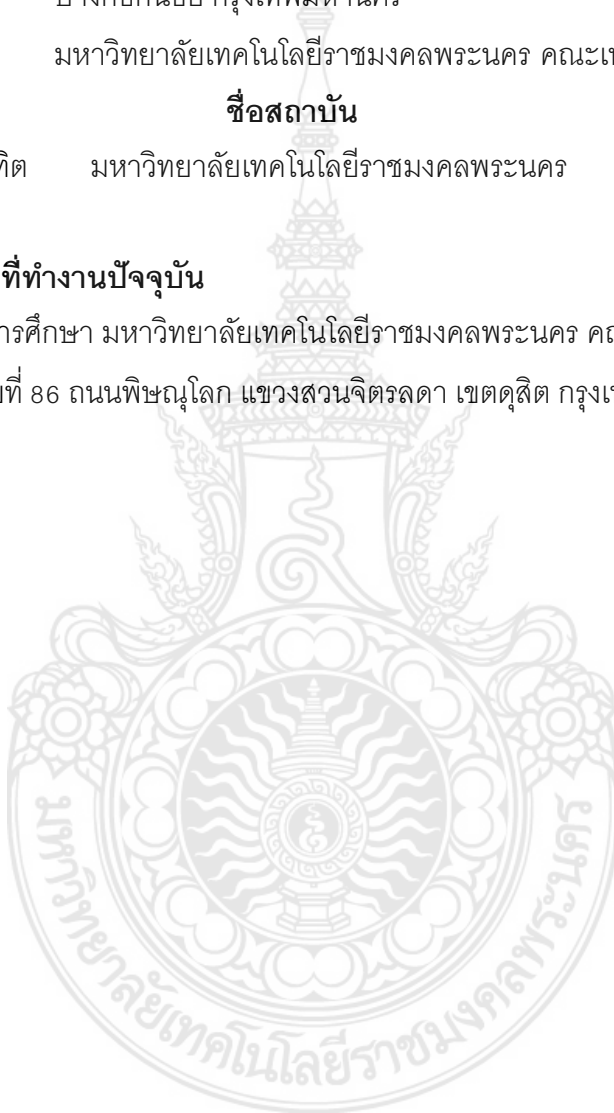 กรุงเทพมหานคร
มหาวิทยาลัยเทคโนโลยีราชมงคลพระนคร
ชื่อสถาบัน
มหาวิทยาลัยเทคโนโลยีราชมงคลพระนคร
ที่ทำงานปัจจุบัน
ารศึกษา มหาวิทยาลัยเทคโนโลยีราชมงคลพระนคร
ที่ 86 ถนนพิษณุโลก แขวงสวนจิตรลดา เขตดุสิต
มหาวิทยาลัยเทคโนโลยีราชมงคลพระนคร